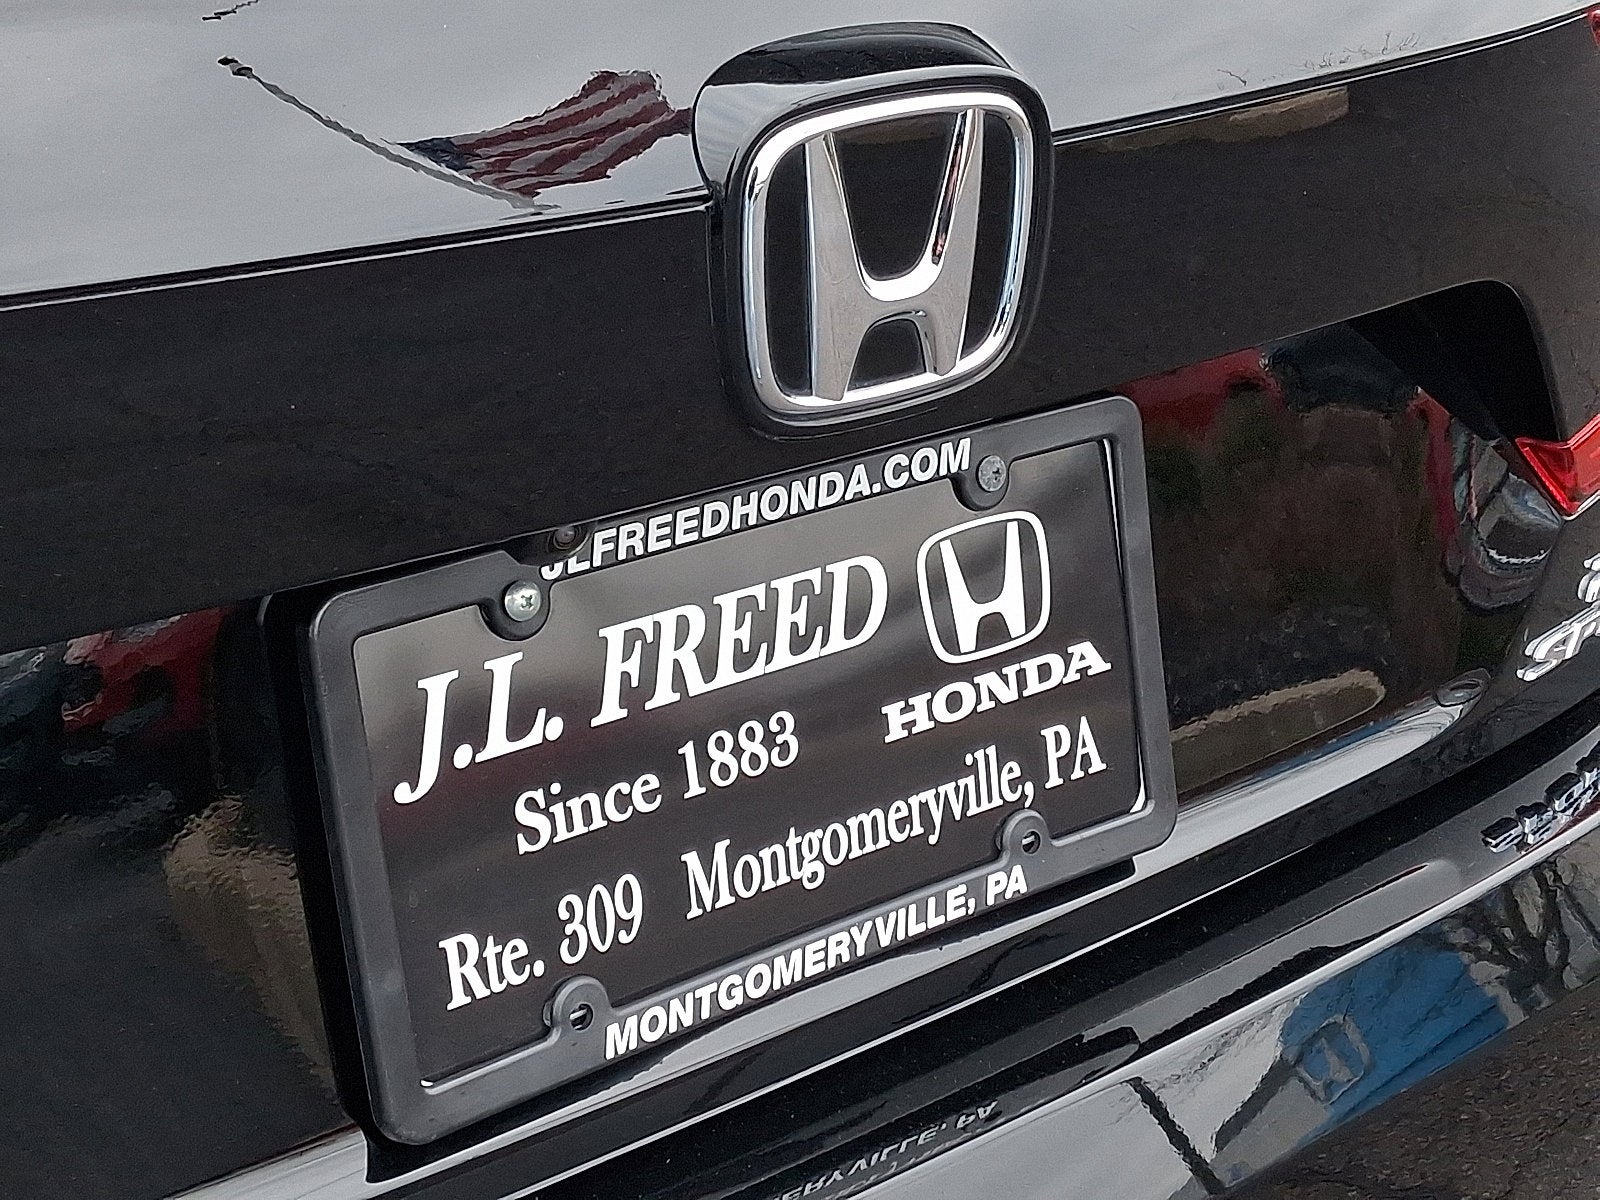 JLFREEDHONDA.COM
J.L. FREED
HONDA
Since 1883
Rte. 309 Montgomeryville, PA
MONTGOMERYVILLE, PA